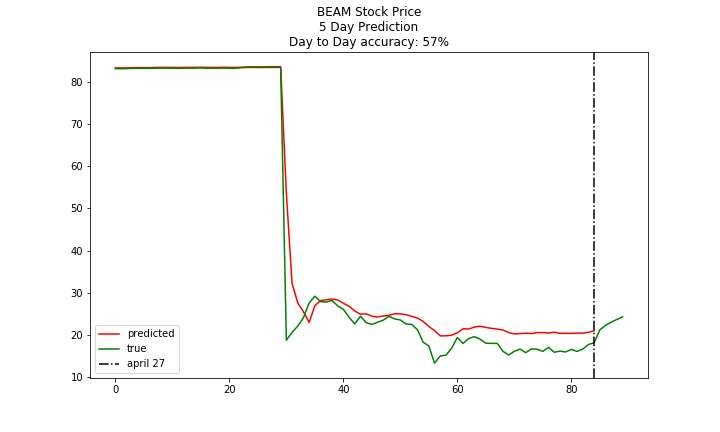 BEAM Stock Price
5 Day Prediction
Day to Day accuracy: 57%
80
70
60
50
40
30
20
10
predicted
true
april 27
0
20
40
60
80